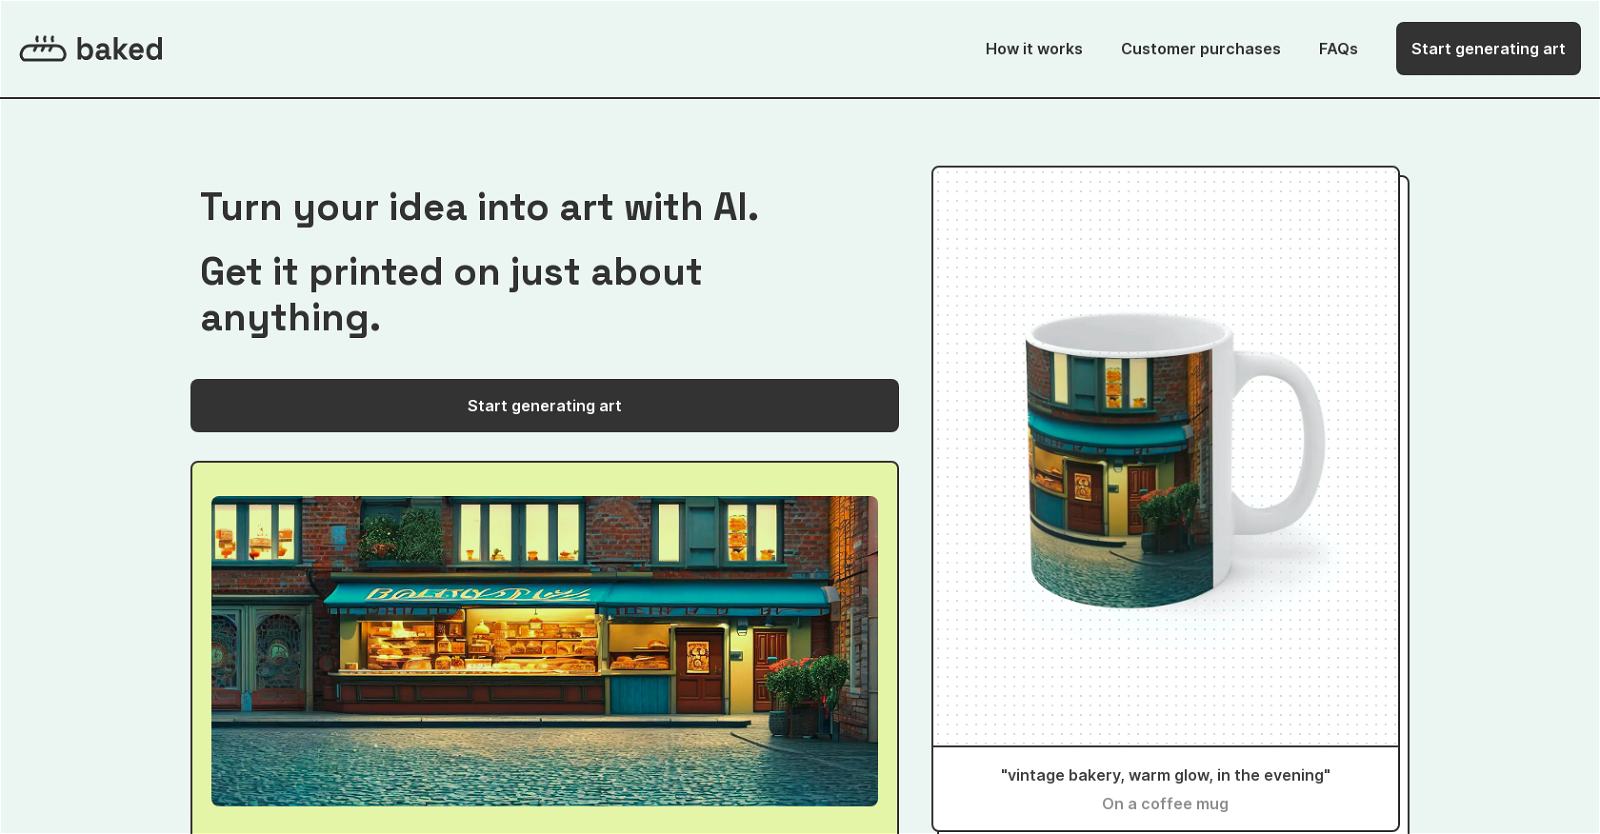 baked
How it works
Customer purchases
FAQs
Start generating art
Turn your idea into art with AI.
Get it printed on just about
anything.
Start generating art
"vintage bakery, warm glow, in the evening"
On a coffee mug